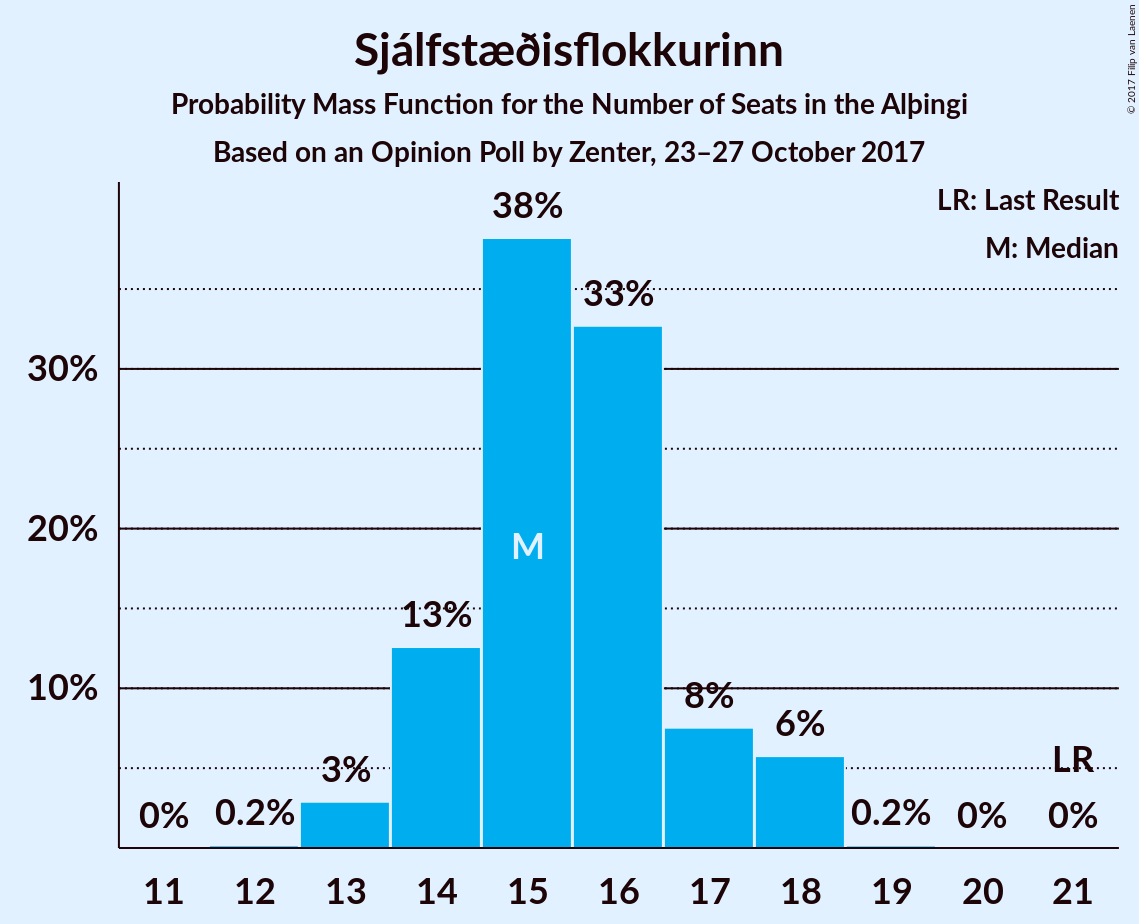 Sjálfstæðisflokkurinn
Probability Mass Function for the Number of Seats in the Alþingi
Based on an Opinion Poll by Zenter, 23–27 October 2017
© 2017 Filip van Laenen
LR: Last Result
M: Median
38%
33%
30%
20%
M
13%
10%
8%
6%
3%
LR
0%
0.2%
0.2%
0%
0%
11 12 13 14 15 16 17 18 19 20 21